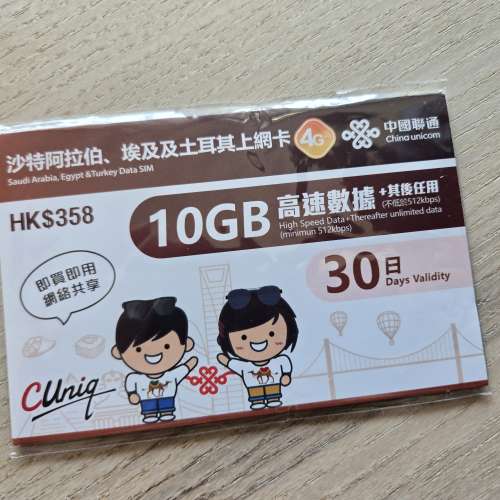 沙特阿拉伯、埃及及土耳其上網卡
Saudi Arabia, Egypt &Turkey Data SIM
4G
中國聯通
China unicom
HK$358
10GB
高速數據 +其後任用
(不低於512kbps)
High Speed Data+Thereafter unlimited data
(minimun 512kbps)
30日
Days Validity
即買即用
網絡共享
CUniq